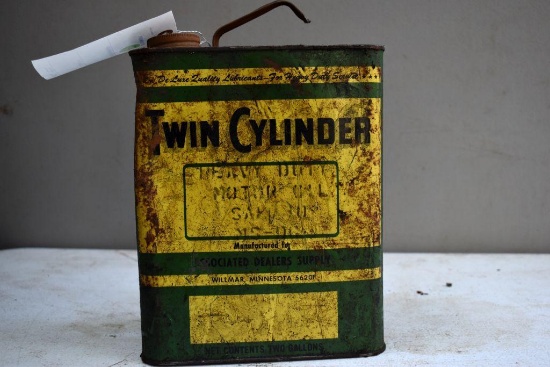 De Luxe Quality Lubricants-For Heavy Duty Service
TWIN CYLINDER
HEAVY DUTY
MOTOR OIL
SAE
Manufactured for
ASSOCIATED DEALERS SUPPLY
WILLMAR, MINNESOTA 56201
NET CONTENTS TWO GALLONS